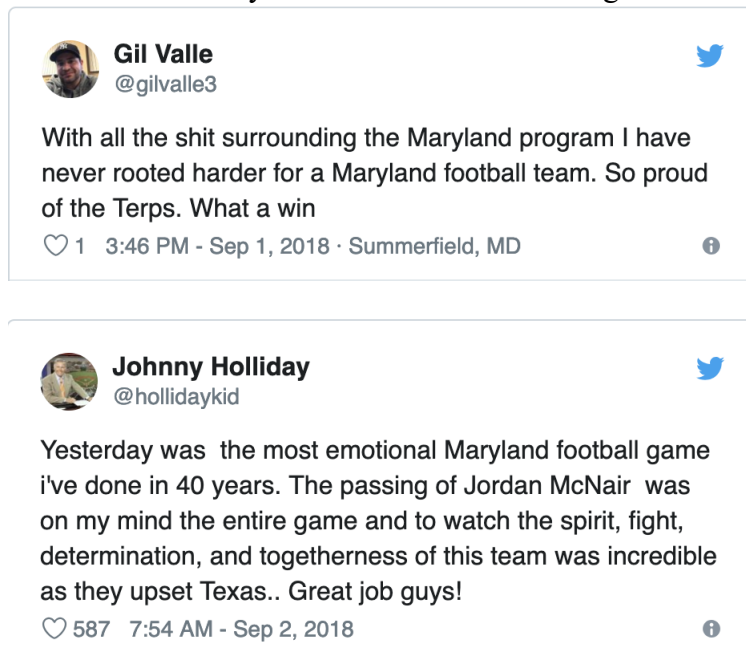 Gil Valle
@gilvalle3
With all the shit surrounding the Maryland program I have
never rooted harder for a Maryland football team. So proud
of the Terps. What a win
1 3:46 PM - Sep 1, 2018 · Summerfield, MD
Johnny Holliday
@hollidaykid
Yesterday was  the most emotional Maryland football game
i've done in 40 years. The passing of Jordan McNair  was
on my mind the entire game and to watch the spirit, fight,
determination, and togetherness of this team was incredible
as they upset Texas.. Great job guys!
587 7:54 AM - Sep 2, 2018